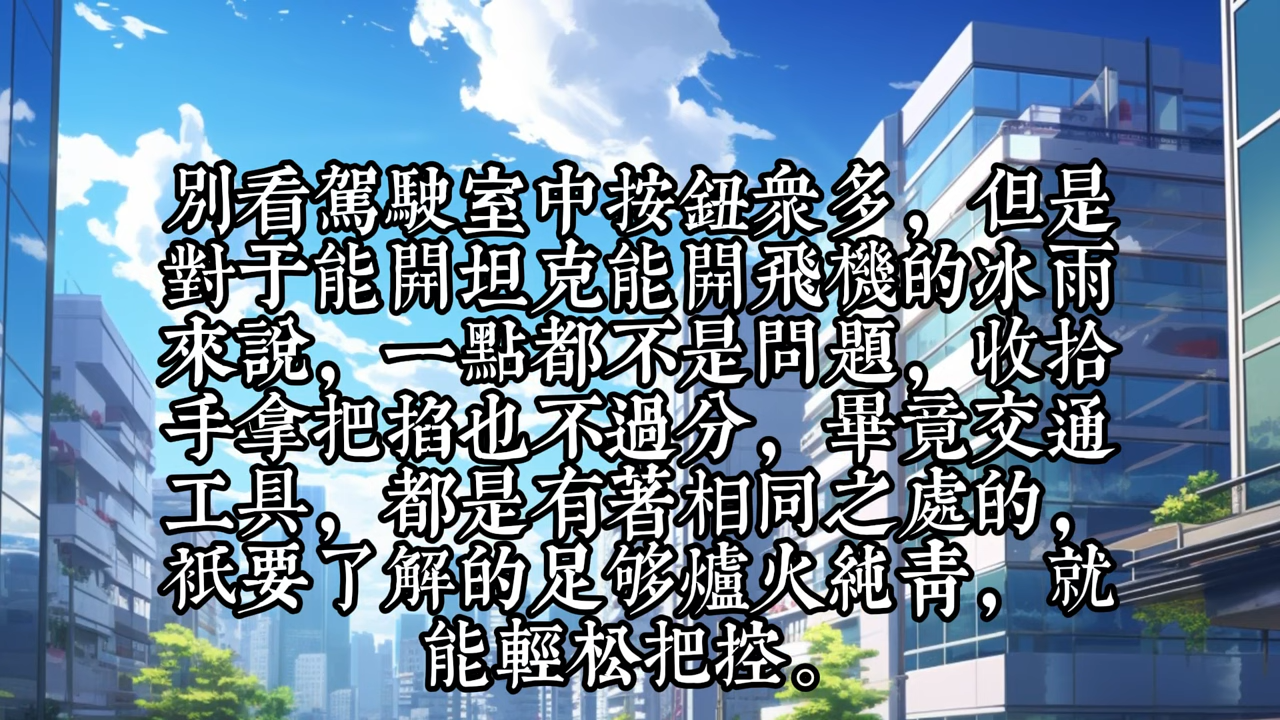 別看駕駛室中按鈕衆多，但是
對于能開坦克能開飛機的冰雨
來說，一點都不是問題，收拾
手拿把掐也不過分，畢竟交通
工具，都是有著相同之處的，
祇要了解的足够爐火純青，就
能輕松把控。